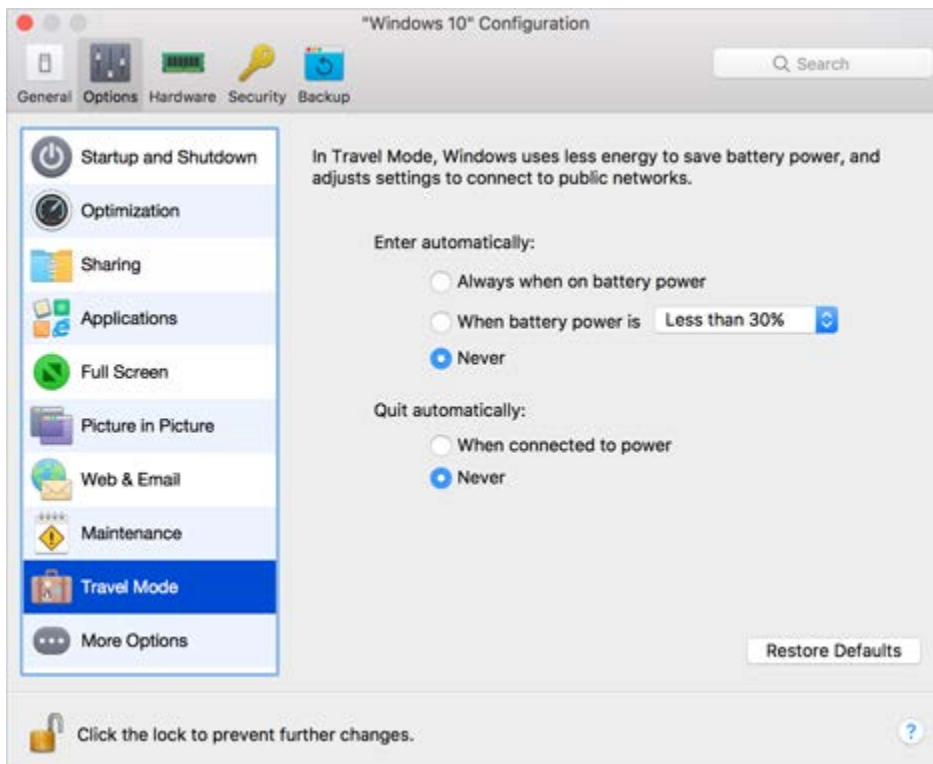 "Windows 10" Configuration
General Options Hardware Security Backup
Search
Startup and Shutdown
Optimization
Sharing
Applications
Full Screen
Picture in Picture
Web & Email
Maintenance
Travel Mode
More Options
In Travel Mode, Windows uses less energy to save battery power, and
adjusts settings to connect to public networks.
Enter automatically:
Always when on battery power
When battery power is Less than 30%
Never
Quit automatically:
When connected to power
Never
Restore Defaults
Click the lock to prevent further changes.
?